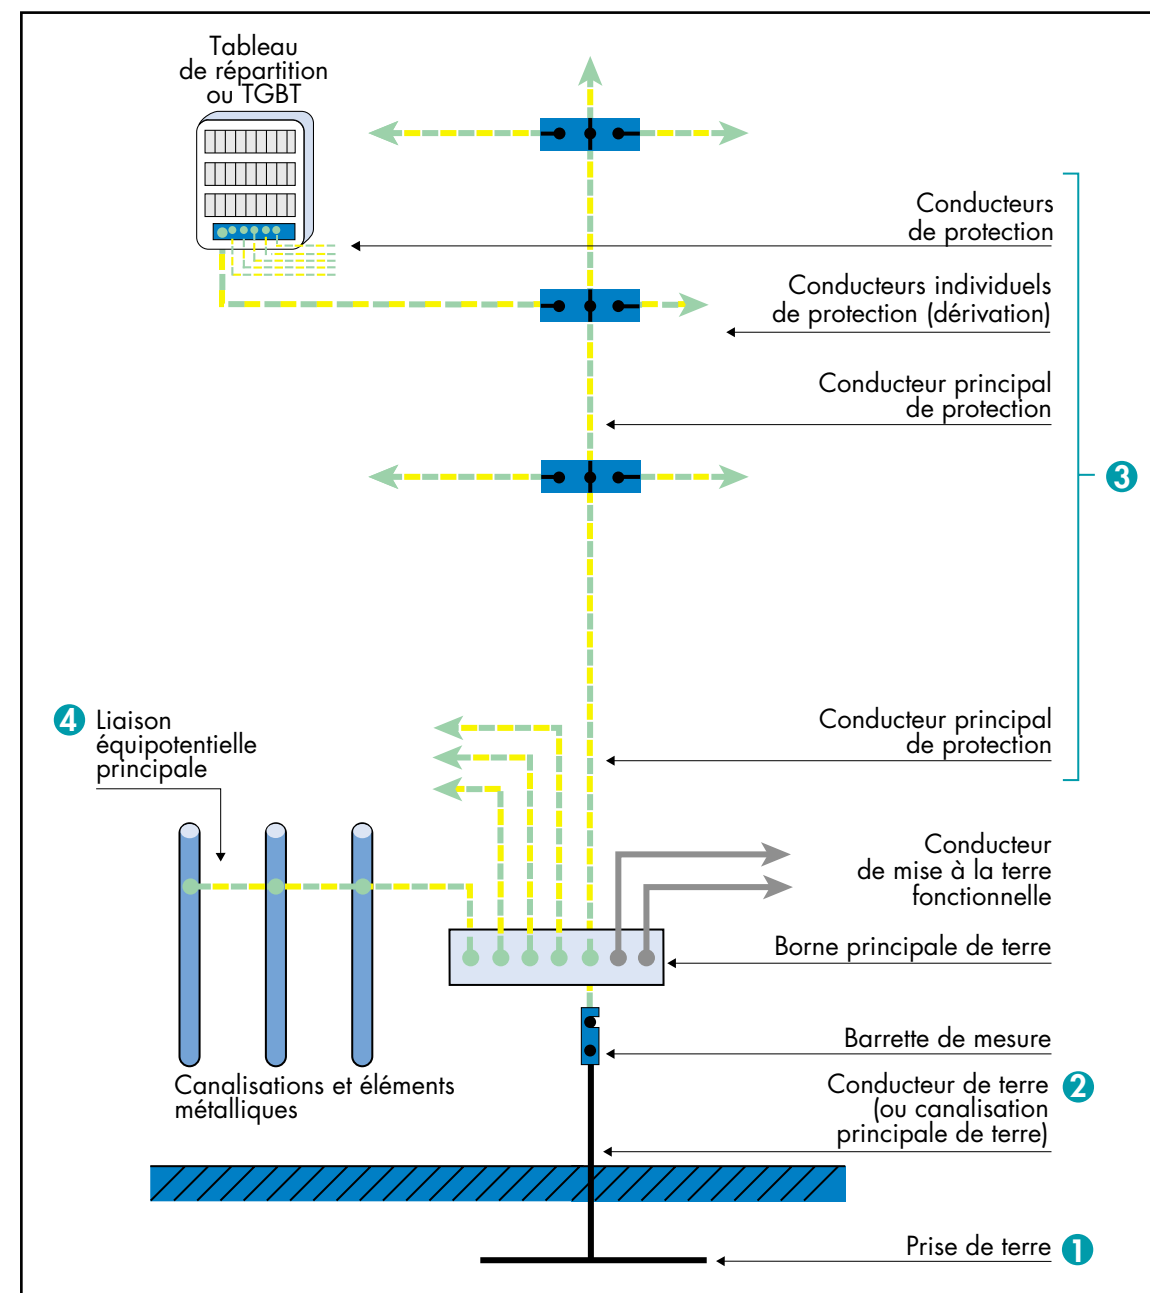 Tableau
de répartition
ou TGBT
Conducteurs
de protection
Conducteurs individuels
de protection (dérivation)
Conducteur principal
de protection
3
4 Liaison
équipotentielle
principale
Conducteur principal
de protection
Conducteur
de mise à la terre
fonctionnelle
Borne principale de terre
Canalisations et éléments
métalliques
Barrette de mesure
Conducteur de terre 2
(ou canalisation
principale de terre)
Prise de terre 1